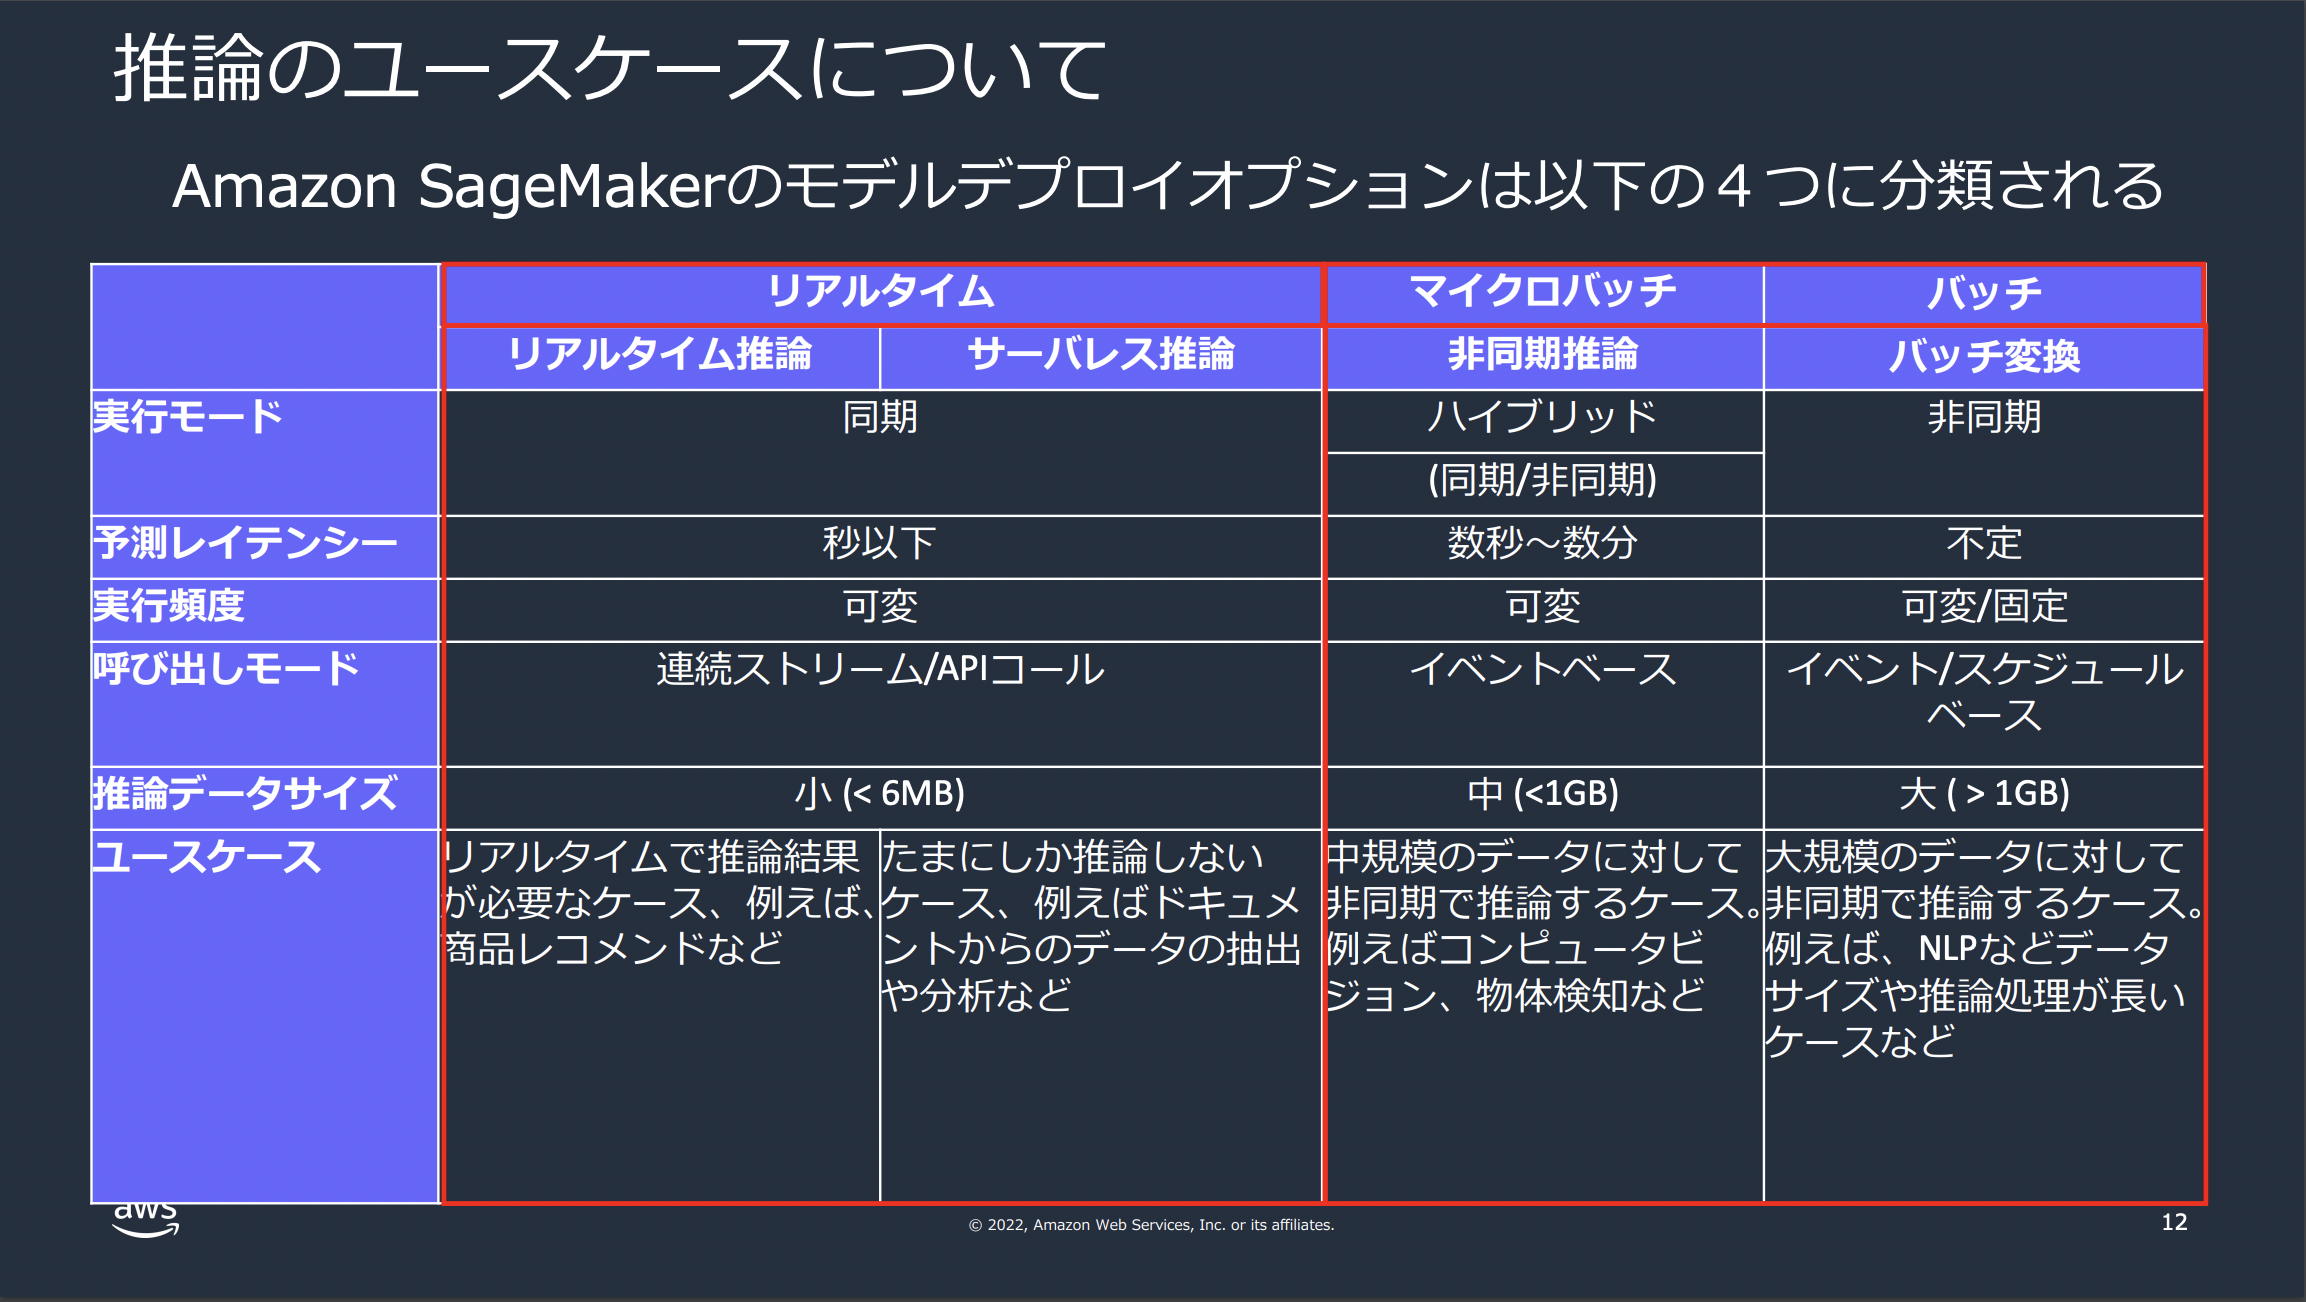 推論のユースケースについて
Amazon SageMakerのモデルデプロイオプションは以下の４つに分類される
リアルタイム
マイクロバッチ
バッチ
リアルタイム推論
サーバレス推論
非同期推論
バッチ変換
実行モード
同期
ハイブリッド
(同期/非同期)
非同期
予測レイテンシー
秒以下
数秒～数分
不定
実行頻度
可変
可変
可変/固定
呼び出しモード
連続ストリーム/APIコール
イベントベース
イベント/スケジュール
ベース
推論データサイズ
小 (< 6MB)
中 (<1GB)
大 ( > 1GB)
ユースケース
リアルタイムで推論結果
が必要なケース、例えば、
商品レコメンドなど
たまにしか推論しない
ケース、例えばドキュメ
ントからのデータの抽出
や分析など
中規模のデータに対して
非同期で推論するケース。
例えばコンピュータビ
ジョン、物体検知など
大規模のデータに対して
非同期で推論するケース。
例えば、NLPなどデータ
サイズや推論処理が長い
ケースなど
aws
© 2022, Amazon Web Services, Inc. or its affiliates.
12